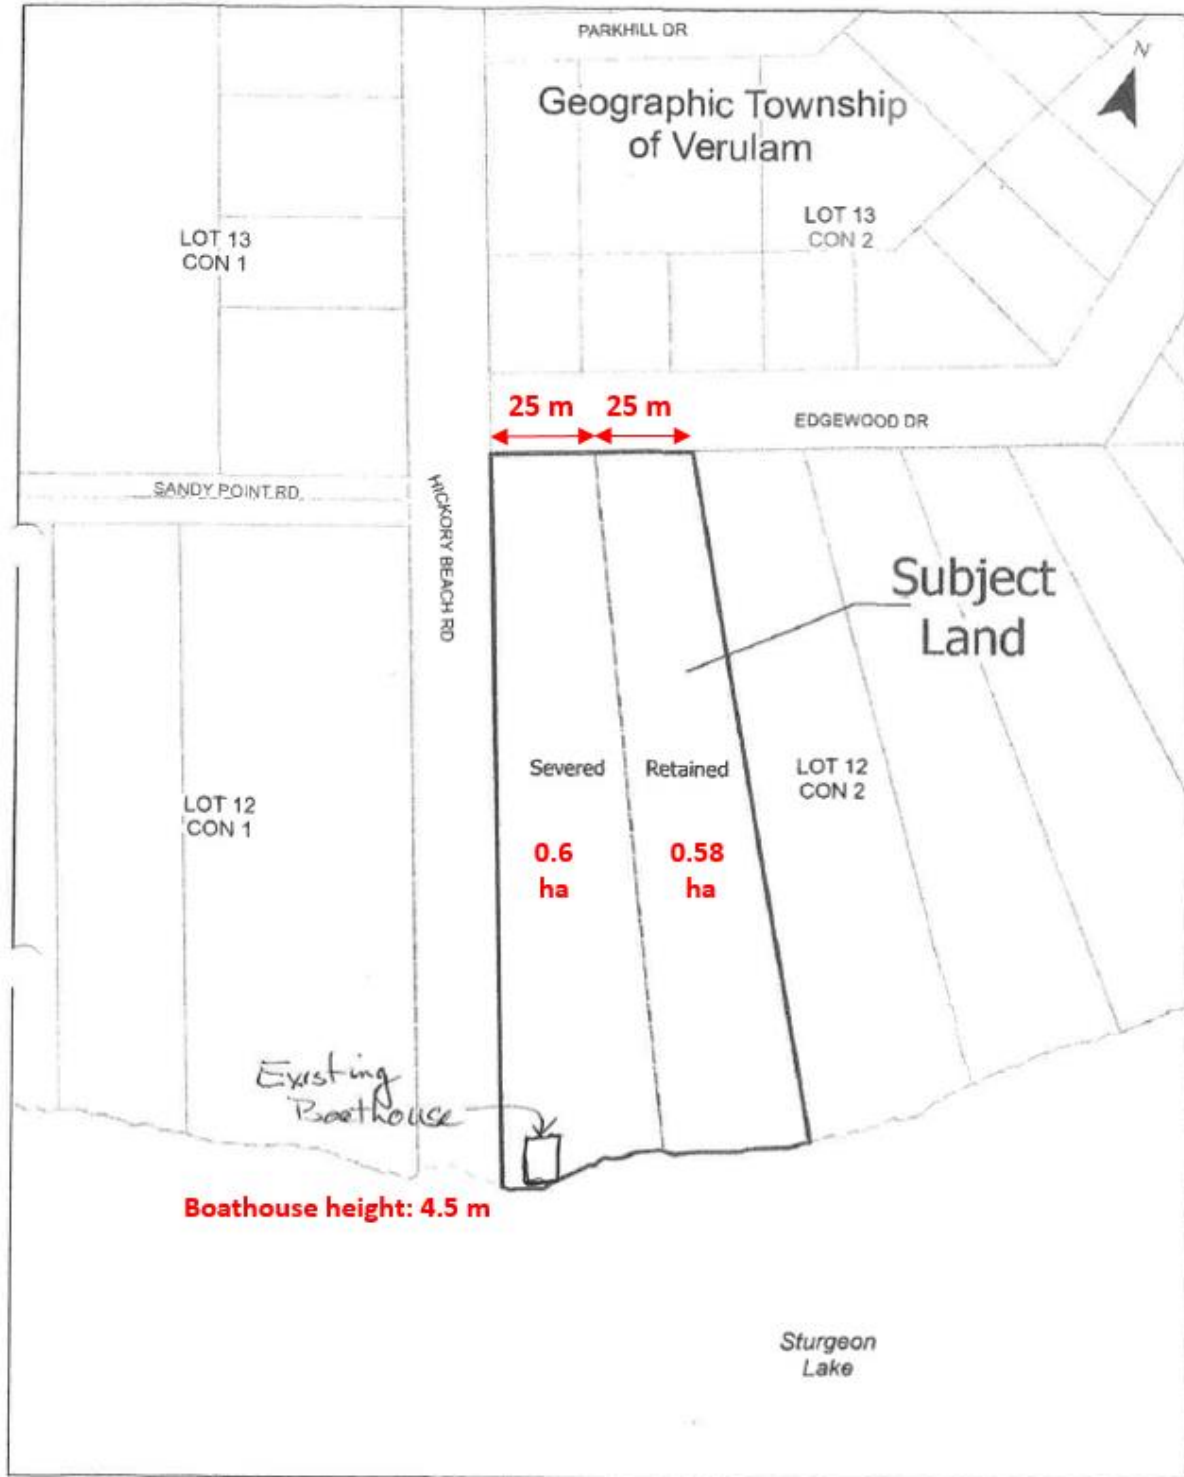 PARKHILL DR
N
Geographic Township
of Verulam
LOT 13
CON 1
LOT 13
CON 2
25 m
25 m
EDGEWOOD DR
SANDY POINT RD
HICKORY BEACH RD
Subject
Land
Severed
Retained
LOT 12
CON 2
LOT 12
CON 1
0.6
ha
0.58
ha
Existing
Boathouse
Boathouse height: 4.5 m
Sturgeon
Lake